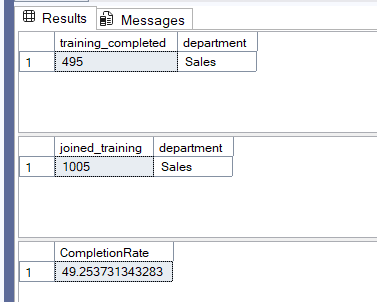 Results Messages
training_completed department
1 495 Sales
joined_training department
1 1005 Sales
CompletionRate
1 49.253731343283